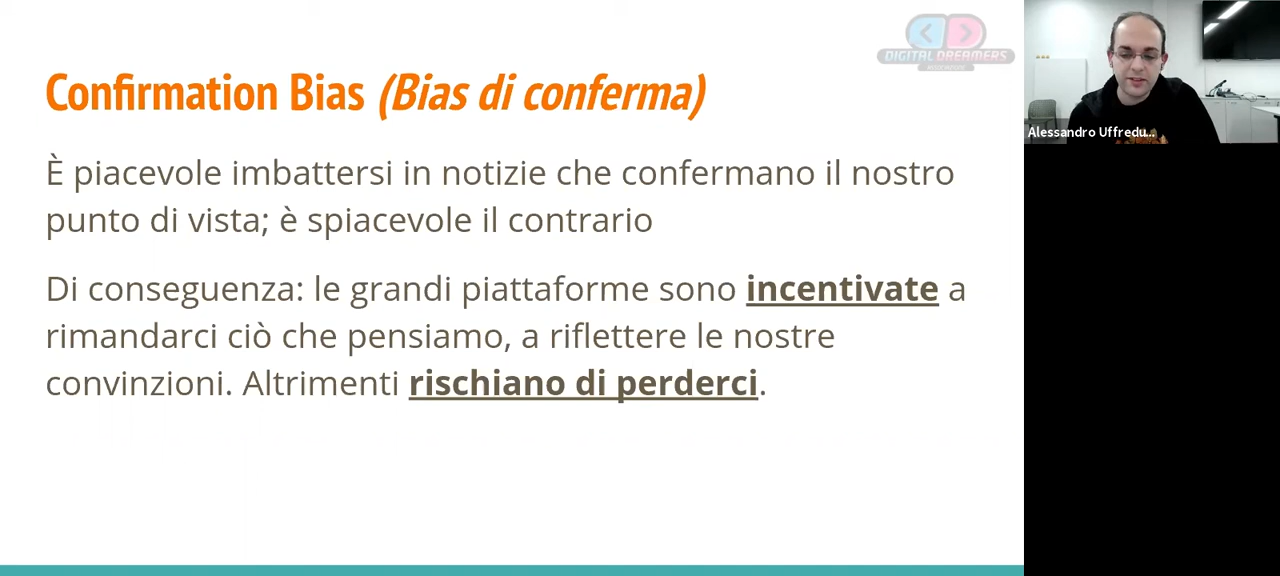 DIGITAL DREAMERS
Confirmation Bias (Bias di conferma)
È piacevole imbattersi in notizie che confermano il nostro
punto di vista; è spiacevole il contrario
Di conseguenza: le grandi piattaforme sono incentivate a
rimandarci ciò che pensiamo, a riflettere le nostre
convinzioni. Altrimenti rischiano di perderci.
Alessandro Uffredu...